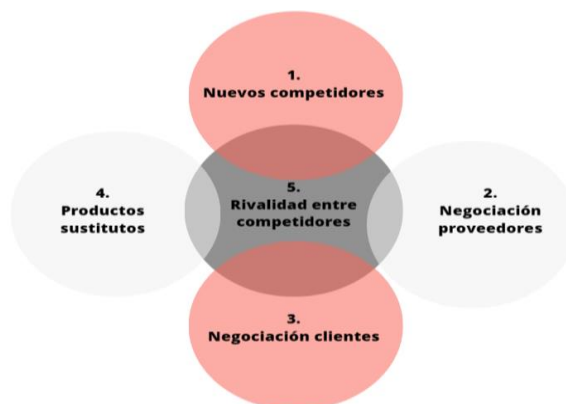 1.
Nuevos competidores
4.
Productos
sustitutos
5.
Rivalidad entre
competidores
2.
Negociación
proveedores
3.
Negociación clientes